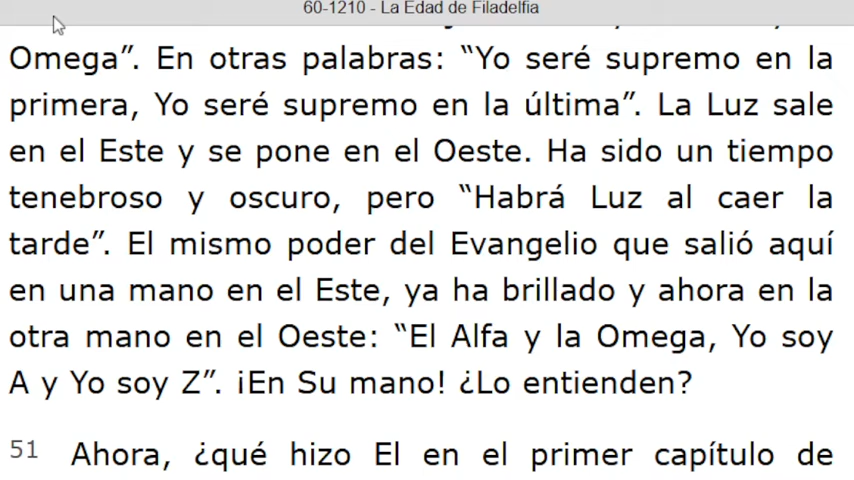 60-1210 - La Edad de Filadelfia
Omega”. En otras palabras: “Yo seré supremo en la
primera, Yo seré supremo en la última”. La Luz sale
en el Este y se pone en el Oeste. Ha sido un tiempo
tenebroso y oscuro, pero “Habrá Luz al caer la
tarde”. El mismo poder del Evangelio que salió aquí
en una mano en el Este, ya ha brillado y ahora en la
otra mano en el Oeste: “El Alfa y la Omega, Yo soy
A y Yo soy Z”. ¡En Su mano! ¿Lo entienden?
51 Ahora, ¿qué hizo El en el primer capítulo de